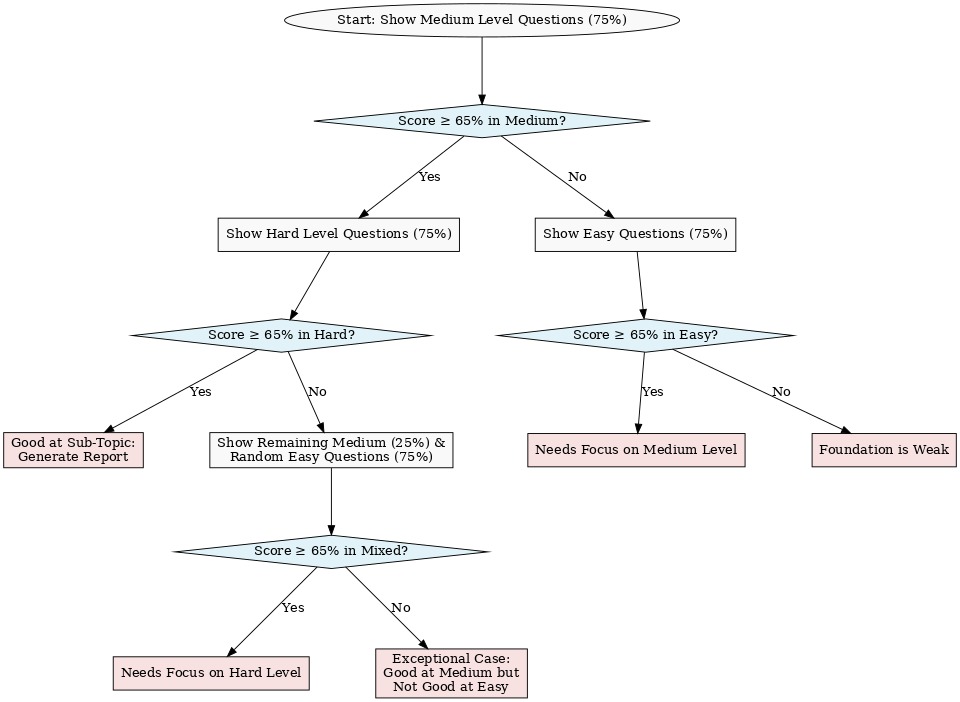 Start: Show Medium Level Questions (75%)
Score ≥ 65% in Medium?
Yes
No
Show Hard Level Questions (75%)
Show Easy Questions (75%)
Score ≥ 65% in Hard?
Score ≥ 65% in Easy?
Yes
No
Yes
No
Good at Sub-Topic:
Generate Report
Show Remaining Medium (25%) &
Random Easy Questions (75%)
Needs Focus on Medium Level
Foundation is Weak
Score ≥ 65% in Mixed?
Yes
No
Needs Focus on Hard Level
Exceptional Case:
Good at Medium but
Not Good at Easy